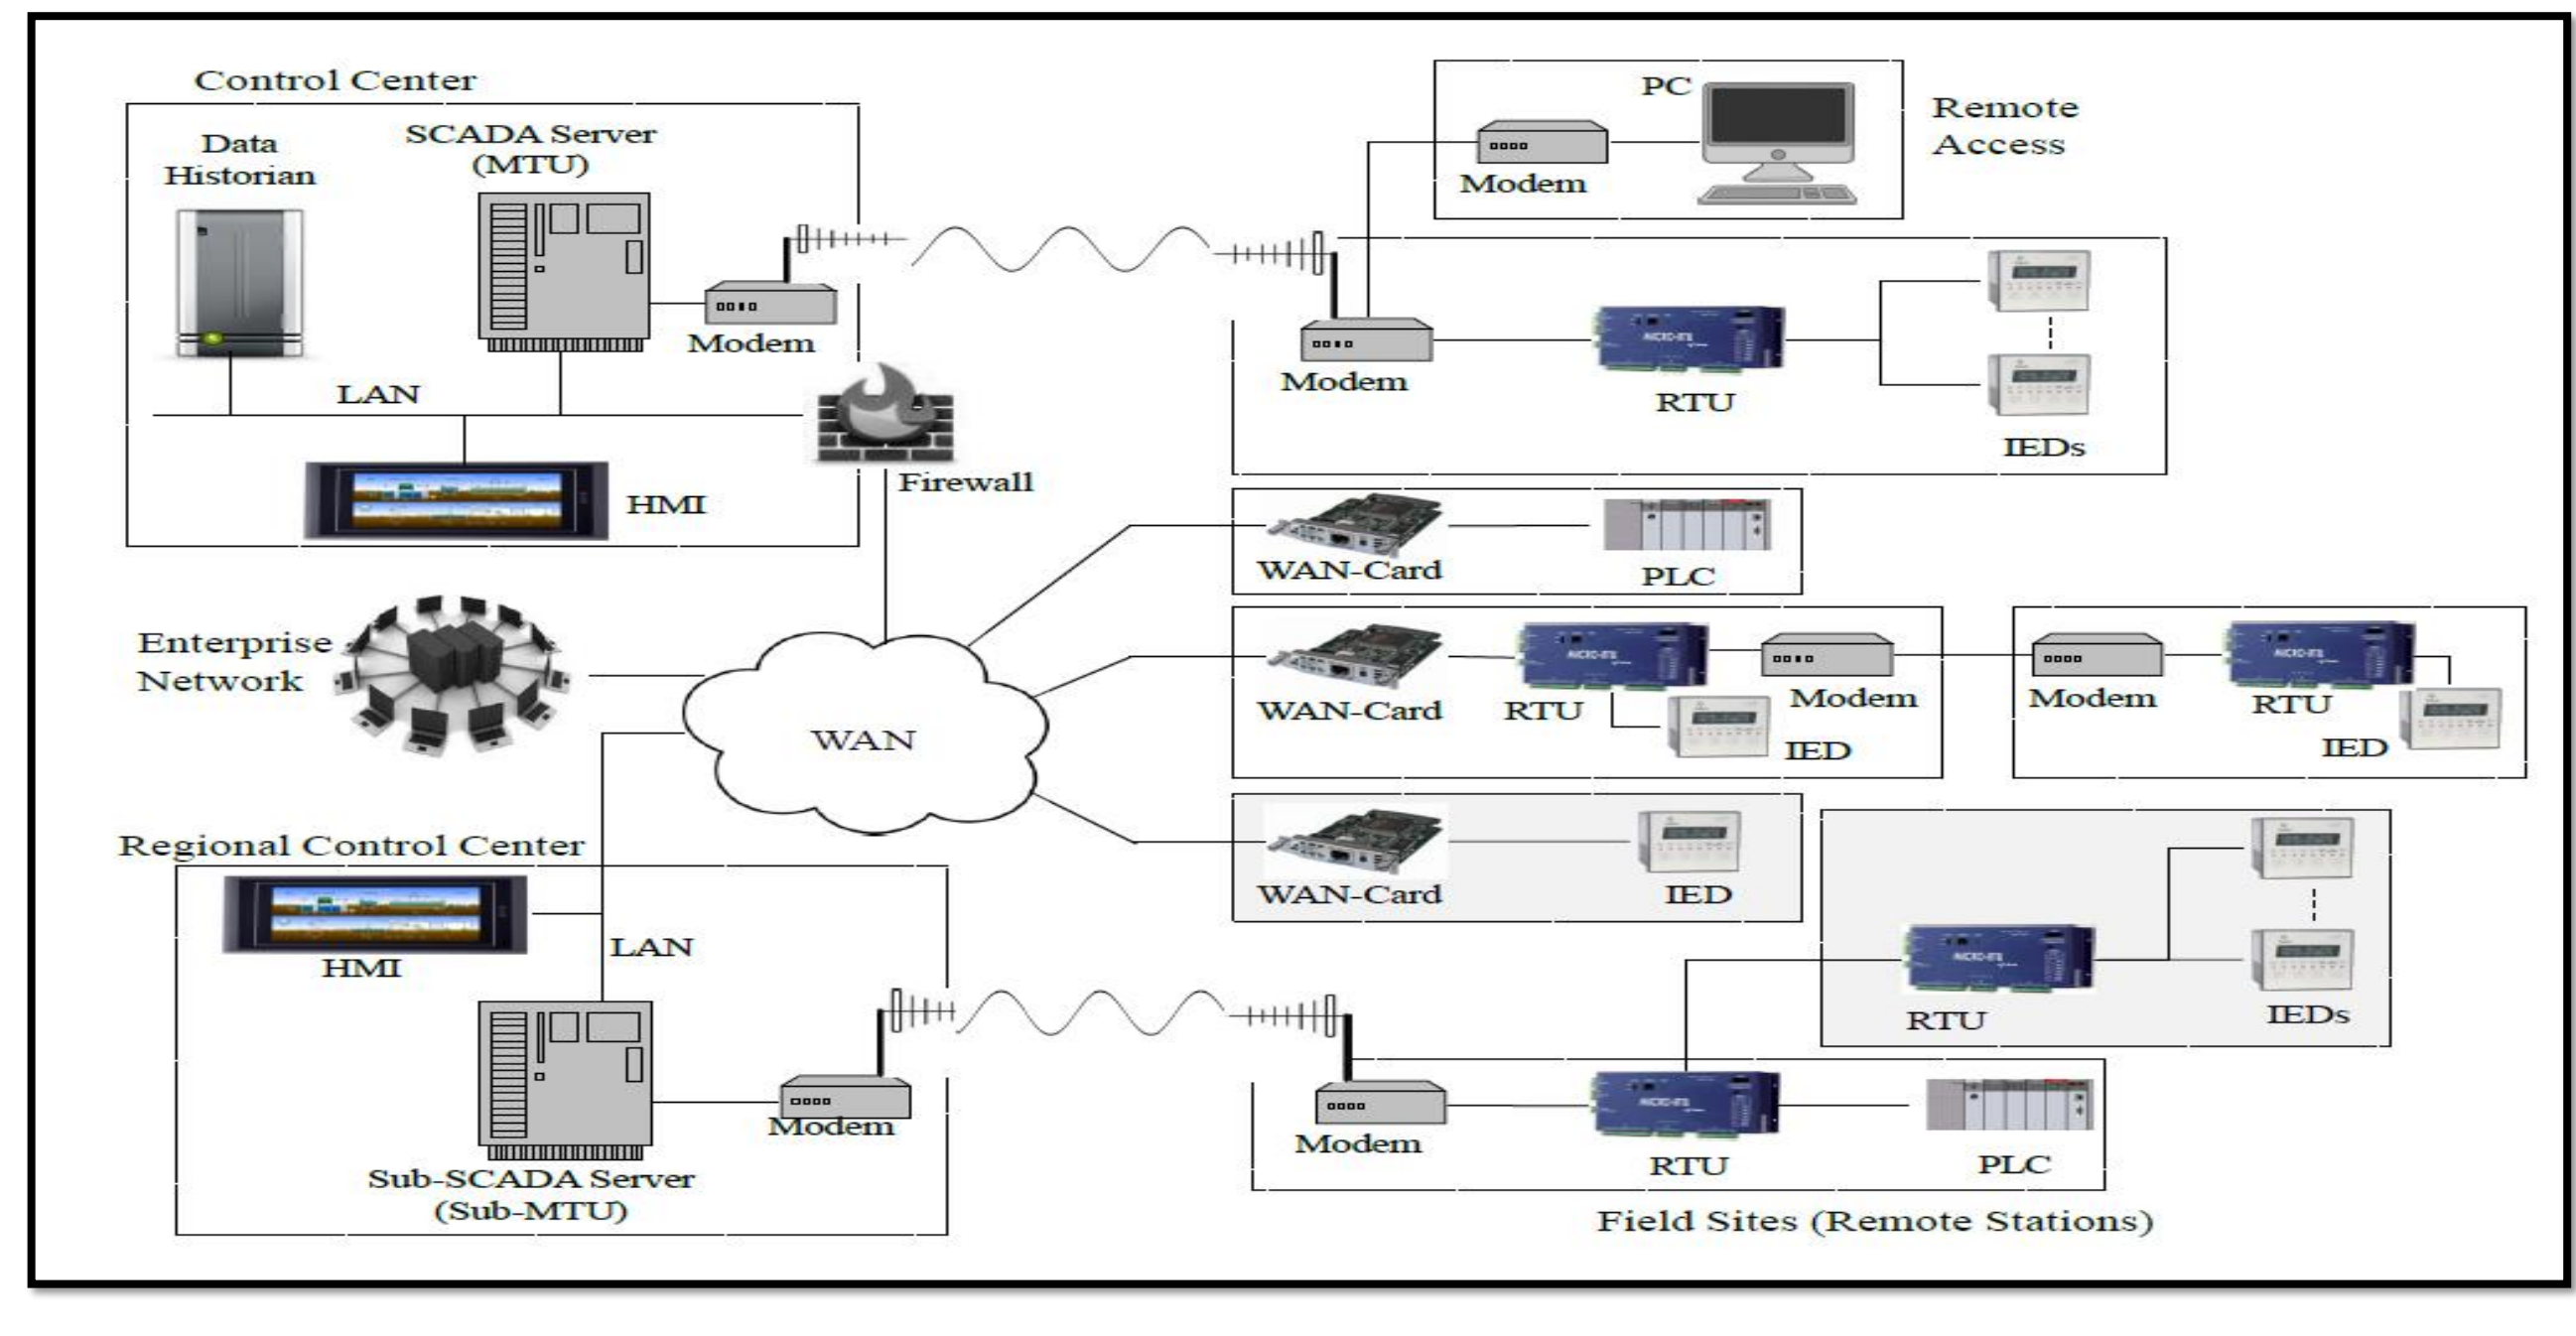 Control Center
Data
Historian
SCADA Server
(MTU)
Modem
LAN
HMI
Firewall
PC
Modem
Remote
Access
Modem
RTU
IEDs
WAN-Card
PLC
Enterprise
Network
WAN
WAN-Card
RTU
Modem
IED
Modem
RTU
IED
WAN-Card
IED
Regional Control Center
HMI
LAN
Sub-SCADA Server
(Sub-MTU)
Modem
RTU
IEDs
Modem
RTU
PLC
Field Sites (Remote Stations)